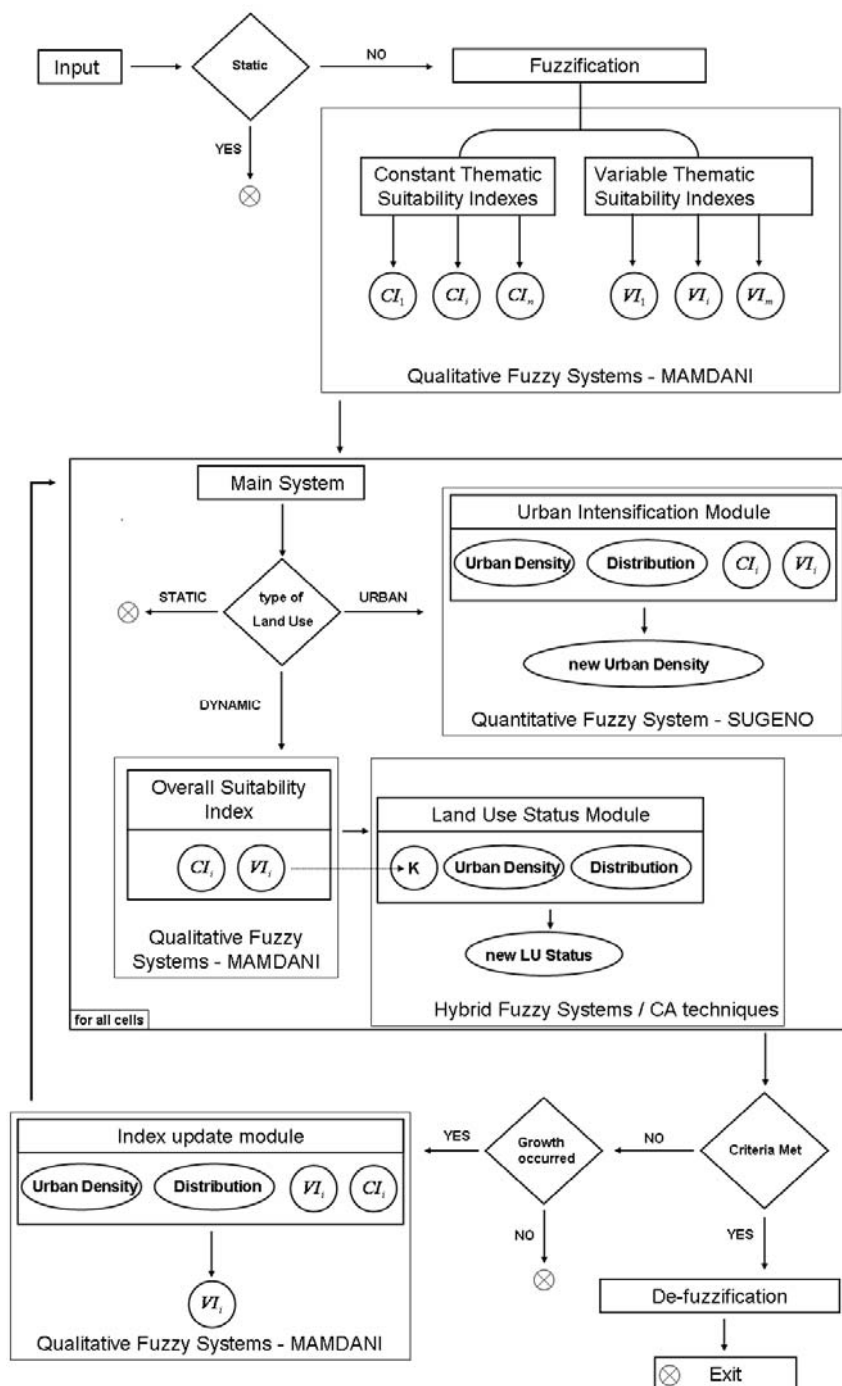 Input
Static
NO
Fuzzification
YES
Constant Thematic
Suitability Indexes
Variable Thematic
Suitability Indexes
CI₁
CIᵢ
CIₙ
VI₁
VIᵢ
VIₘ
Qualitative Fuzzy Systems - MAMDANI
Main System
Urban Intensification Module
Urban Density
Distribution
CIᵢ
VIᵢ
STATIC
type of
Land Use
URBAN
new Urban Density
DYNAMIC
Quantitative Fuzzy System - SUGENO
Overall Suitability
Index
CIᵢ
VIᵢ
Land Use Status Module
K
Urban Density
Distribution
Qualitative Fuzzy
Systems - MAMDANI
new LU Status
Hybrid Fuzzy Systems / CA techniques
for all cells
Index update module
Urban Density
Distribution
VIᵢ
CIᵢ
YES
Growth
occurred
NO
Criteria Met
NO
YES
VIᵢ
De-fuzzification
Qualitative Fuzzy Systems - MAMDANI
Exit